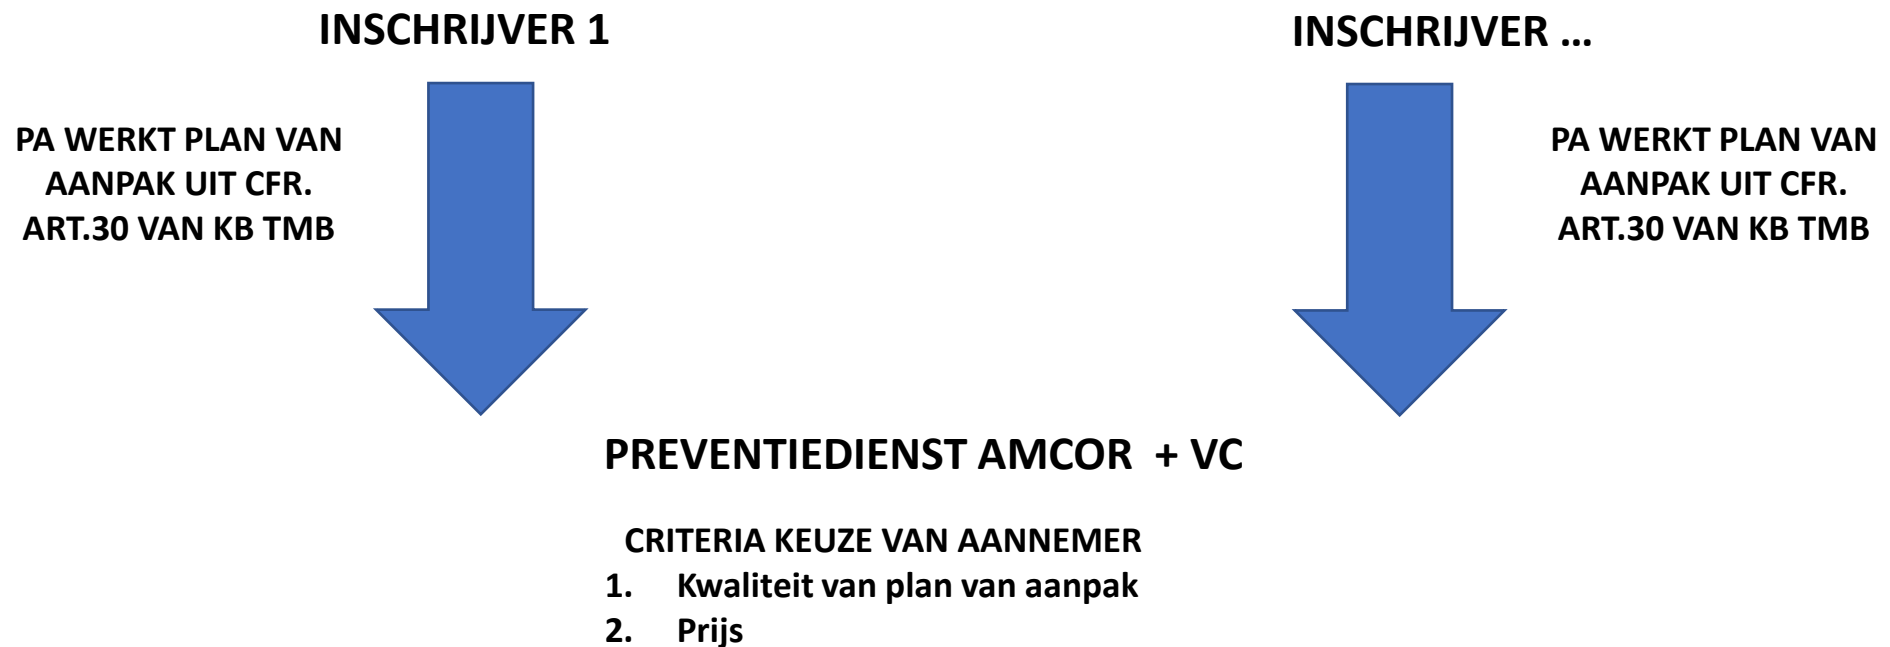 INSCHRIJVER 1
INSCHRIJVER …
PA WERKT PLAN VAN
AANPAK UIT CFR.
ART.30 VAN KB TMB
PA WERKT PLAN VAN
AANPAK UIT CFR.
ART.30 VAN KB TMB
PREVENTIEDIENST AMCOR + VC
CRITERIA KEUZE VAN AANNEMER
1. Kwaliteit van plan van aanpak
2. Prijs